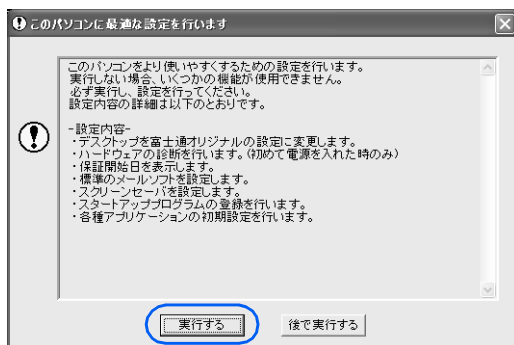 このパソコンに最適な設定を行います
このパソコンをより使いやすくするための設定を行います。
実行しない場合、いくつかの機能が使用できません。
必ず実行し、設定を行ってください。
設定内容の詳細は以下のとおりです。
-設定内容-
・デスクトップを富士通オリジナルの設定に変更します。
・ハードウェアの診断を行います。(初めて電源を入れた時のみ)
・保証開始日を表示します。
・標準のメールソフトを設定します。
・スクリーンセーバを設定します。
・スタートアッププログラムの登録を行います。
・各種アプリケーションの初期設定を行います。
実行する
後で実行する